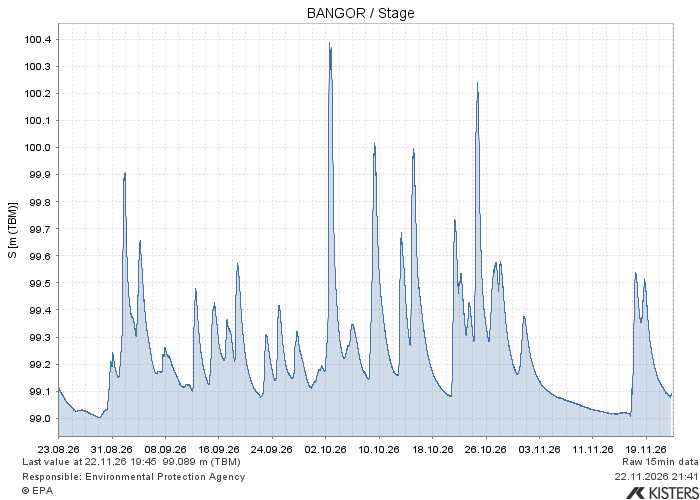 BANGOR / Stage
S [m (TBM)]
100.4
100.3
100.2
100.1
100.0
99.9
99.8
99.7
99.6
99.5
99.4
99.3
99.2
99.1
99.0
23.08.26 31.08.26 08.09.26 16.09.26 24.09.26 02.10.26 10.10.26 18.10.26 26.10.26 03.11.26 11.11.26 19.11.26
Last value at 22.11.26 19:45 99.089 m (TBM) Raw 15min data
Responsible: Environmental Protection Agency 22.11.2026 21:41
© EPA
KISTERS